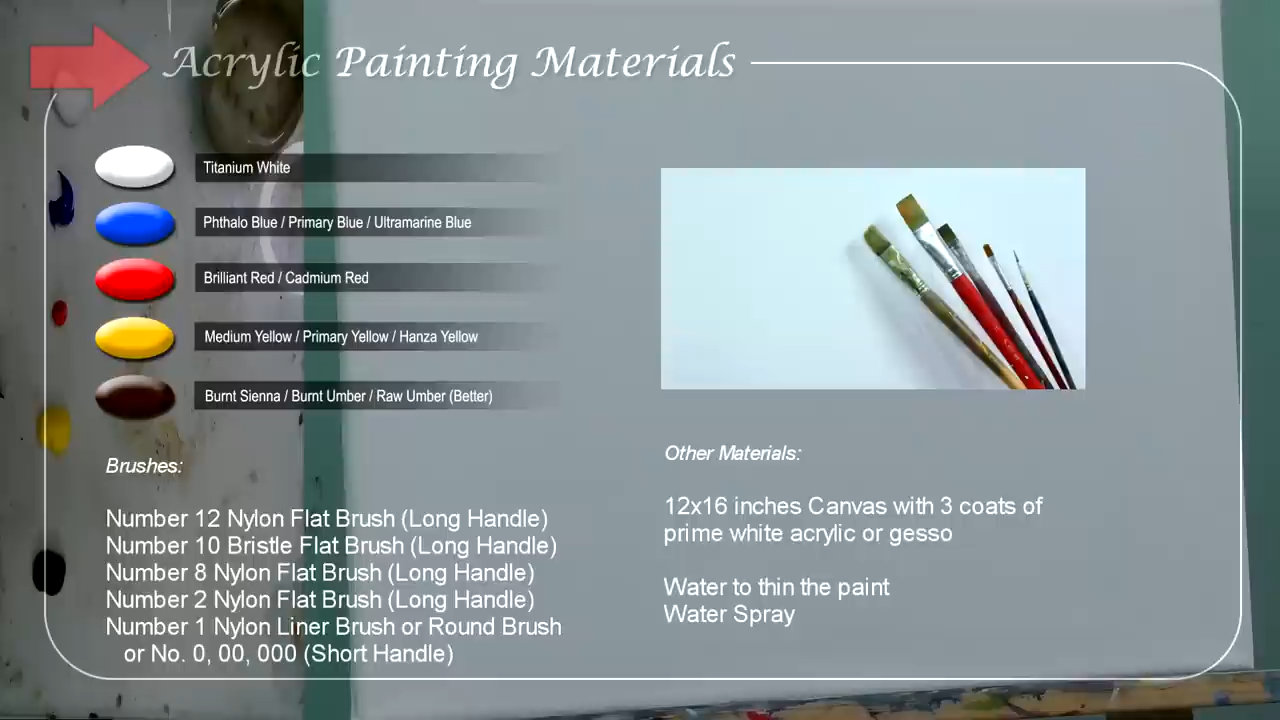 Acrylic Painting Materials
Titanium White
Phthalo Blue / Primary Blue / Ultramarine Blue
Brilliant Red / Cadmium Red
Medium Yellow / Primary Yellow / Hanza Yellow
Burnt Sienna / Burnt Umber / Raw Umber (Better)
Brushes:
Number 12 Nylon Flat Brush (Long Handle)
Number 10 Bristle Flat Brush (Long Handle)
Number 8 Nylon Flat Brush (Long Handle)
Number 2 Nylon Flat Brush (Long Handle)
Number 1 Nylon Liner Brush or Round Brush
or No. 0, 00, 000 (Short Handle)
Other Materials:
12x16 inches Canvas with 3 coats of
prime white acrylic or gesso
Water to thin the paint
Water Spray